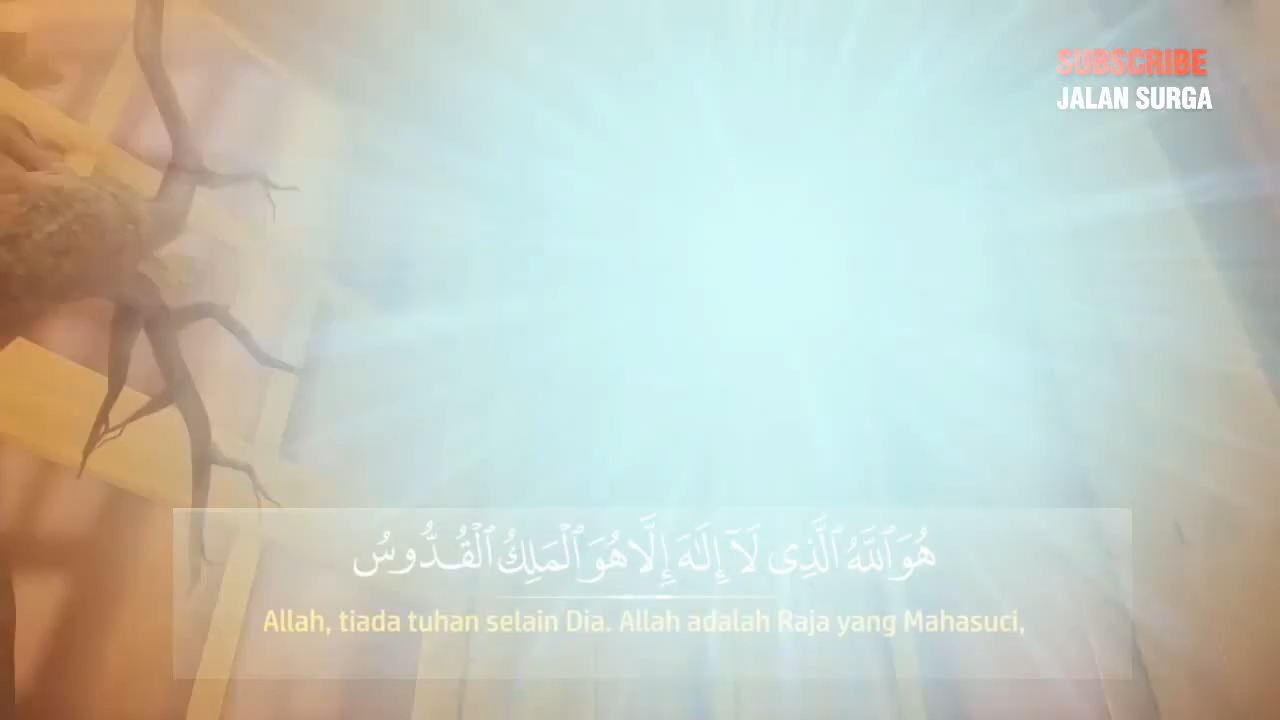 SUBSCRIBE
JALAN SURGA
هُوَ ٱللَّهُ ٱلَّذِى لَآ إِلَـٰهَ إِلَّا هُوَ ٱلْمَلِكُ ٱلْقُدُّوسُ
Allah, tiada tuhan selain Dia. Allah adalah Raja yang Mahasuci,